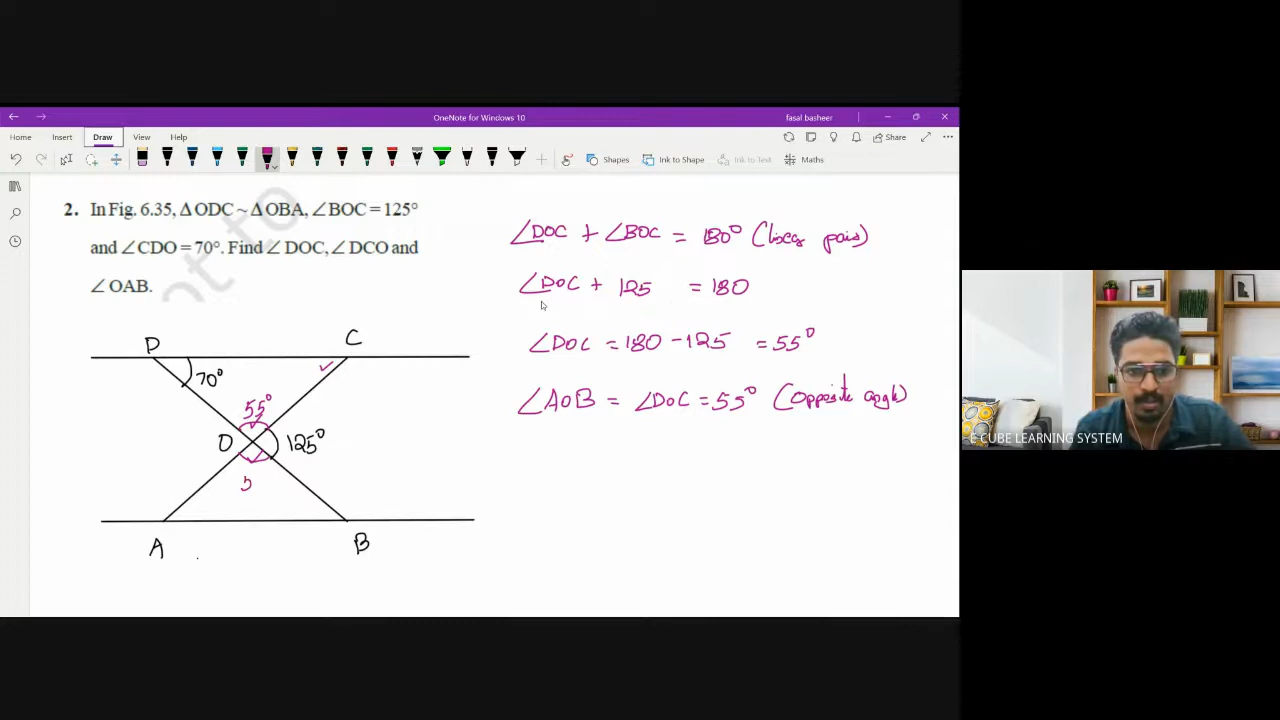 OneNote for Windows 10
fasal basheer
Home Insert Draw View Help
Share
Shapes Ink to Shape Ink to Text Maths
2. In Fig. 6.35, Δ ODC ~ Δ OBA, ∠ BOC = 125°
and ∠ CDO = 70°. Find ∠ DOC, ∠ DCO and
∠ OAB.
∠DOC + ∠BOC = 180° (linear pair)
∠DOC + 125 = 180
∠DOC = 180 - 125 = 55°
∠AOB = ∠DOC = 55° (opposite angle)
D C
70°
55°
O 125°
5
A B
E CUBE LEARNING SYSTEM